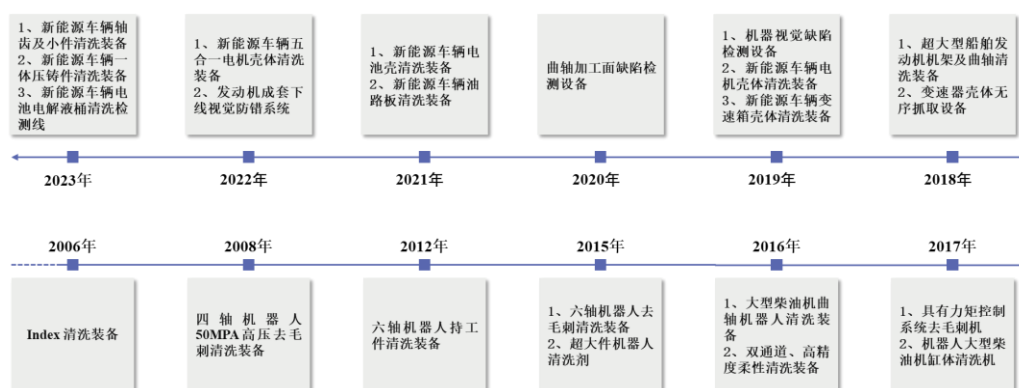 1、新能源车辆轴
齿及小件清洗装备
2、新能源车辆一
体压铸件清洗装备
3、新能源车辆电
池电解液桶清洗检
测线
1、新能源车辆五
合一电机壳体清洗
装备
2、发动机成套下
线视觉防错系统
1、新能源车辆电
池壳清洗装备
2、新能源车辆油
路板清洗装备
曲轴加工面缺陷检
测设备
1、机器视觉缺陷
检测设备
2、新能源车辆电
机壳体清洗装备
3、新能源车辆变
速箱壳体清洗装备
1、超大型船舶发
动机机架及曲轴清
洗装备
2、变速器壳体无
序抓取设备
2023年
2022年
2021年
2020年
2019年
2018年
2006年
2008年
2012年
2015年
2016年
2017年
Index 清洗装备
四轴机器人
50MPA高压去毛
刺清洗装备
六轴机器人持工
件清洗装备
1、六轴机器人去
毛刺清洗装备
2、超大件机器人
清洗剂
1、大型柴油机曲
轴机器人清洗装
备
2、双通道、高精
度柔性清洗装备
1、具有力矩控制
系统去毛刺机
2、机器人大型柴
油机缸体清洗机